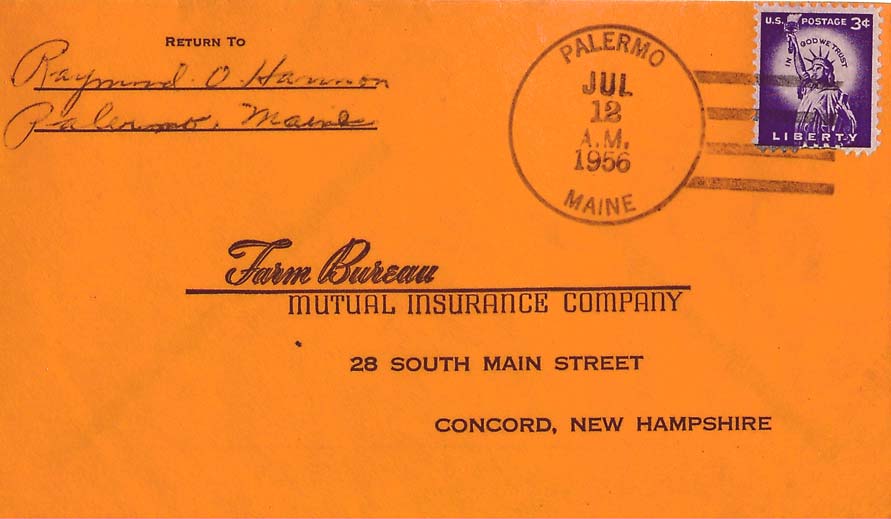 RETURN TO
Raymond O. Hannon
Palermo, Maine
PALERMO
JUL
12
A.M.
1956
MAINE
U.S. POSTAGE 3¢
IN GOD WE TRUST
LIBERTY
Farm Bureau
MUTUAL INSURANCE COMPANY
28 SOUTH MAIN STREET
CONCORD, NEW HAMPSHIRE